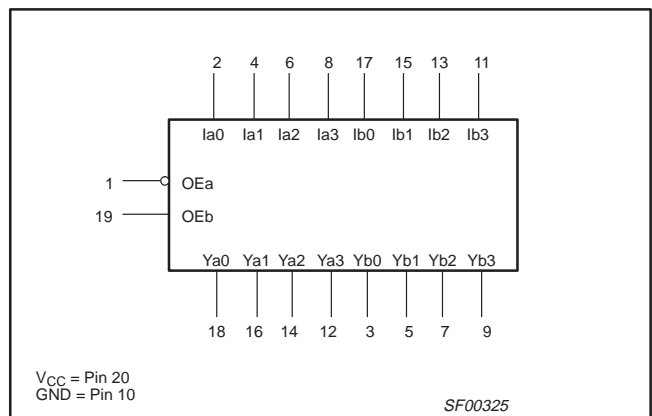 2 4 6 8 17 15 13 11
Ia0 Ia1 Ia2 Ia3 Ib0 Ib1 Ib2 Ib3
1 OEa
19 OEb
Ya0 Ya1 Ya2 Ya3 Yb0 Yb1 Yb2 Yb3
18 16 14 12 3 5 7 9
VCC = Pin 20
GND = Pin 10
SF00325